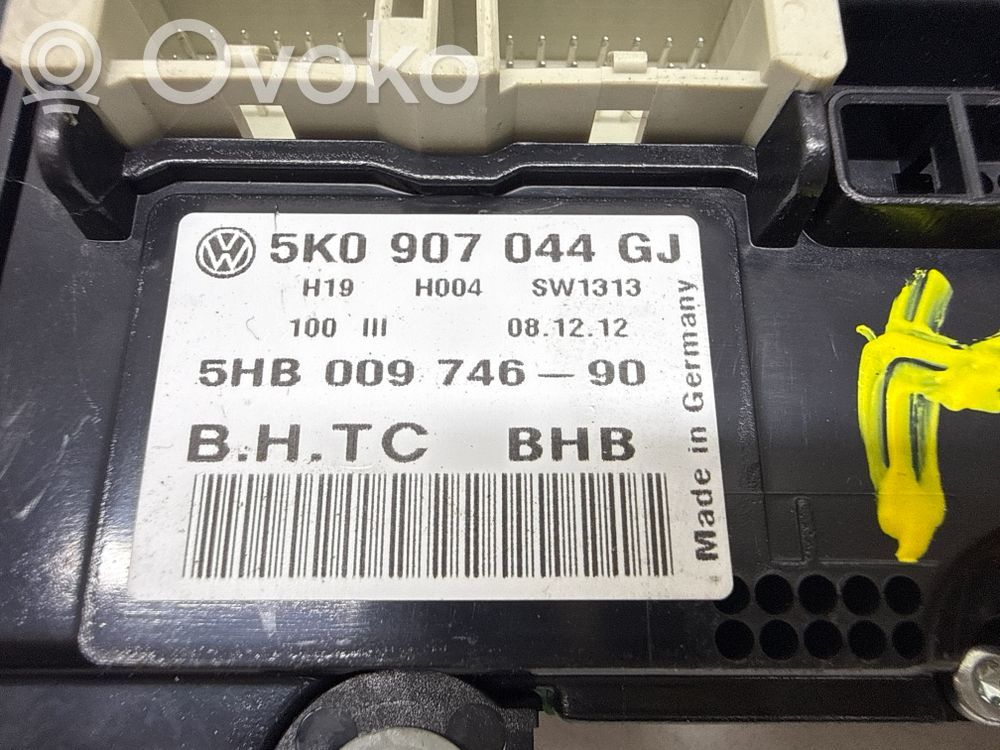 Ovoko
5K0 907 044 GJ
H19 H004 SW1313
100 III 08.12.12
5HB 009 746-90
B.H.TC BHB
Made in Germany